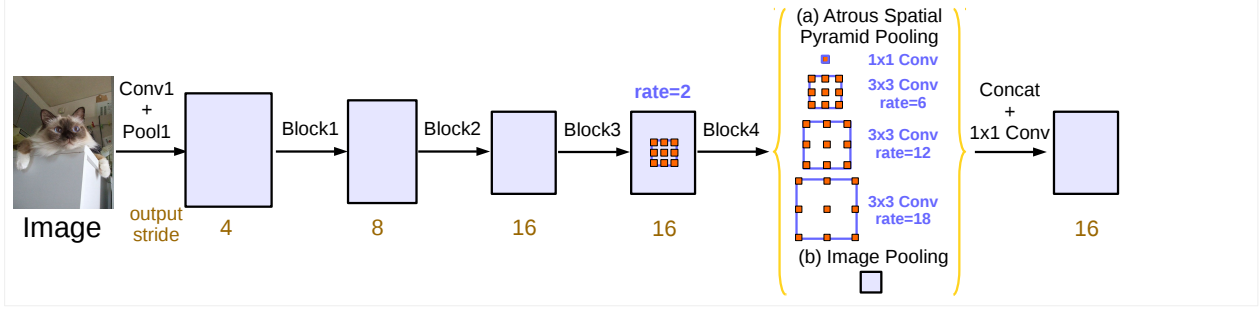 Image
Conv1
+
Pool1
output
stride
4
Block1
8
Block2
16
Block3
rate=2
16
Block4
(a) Atrous Spatial
Pyramid Pooling
1x1 Conv
3x3 Conv
rate=6
3x3 Conv
rate=12
3x3 Conv
rate=18
(b) Image Pooling
Concat
+
1x1 Conv
16